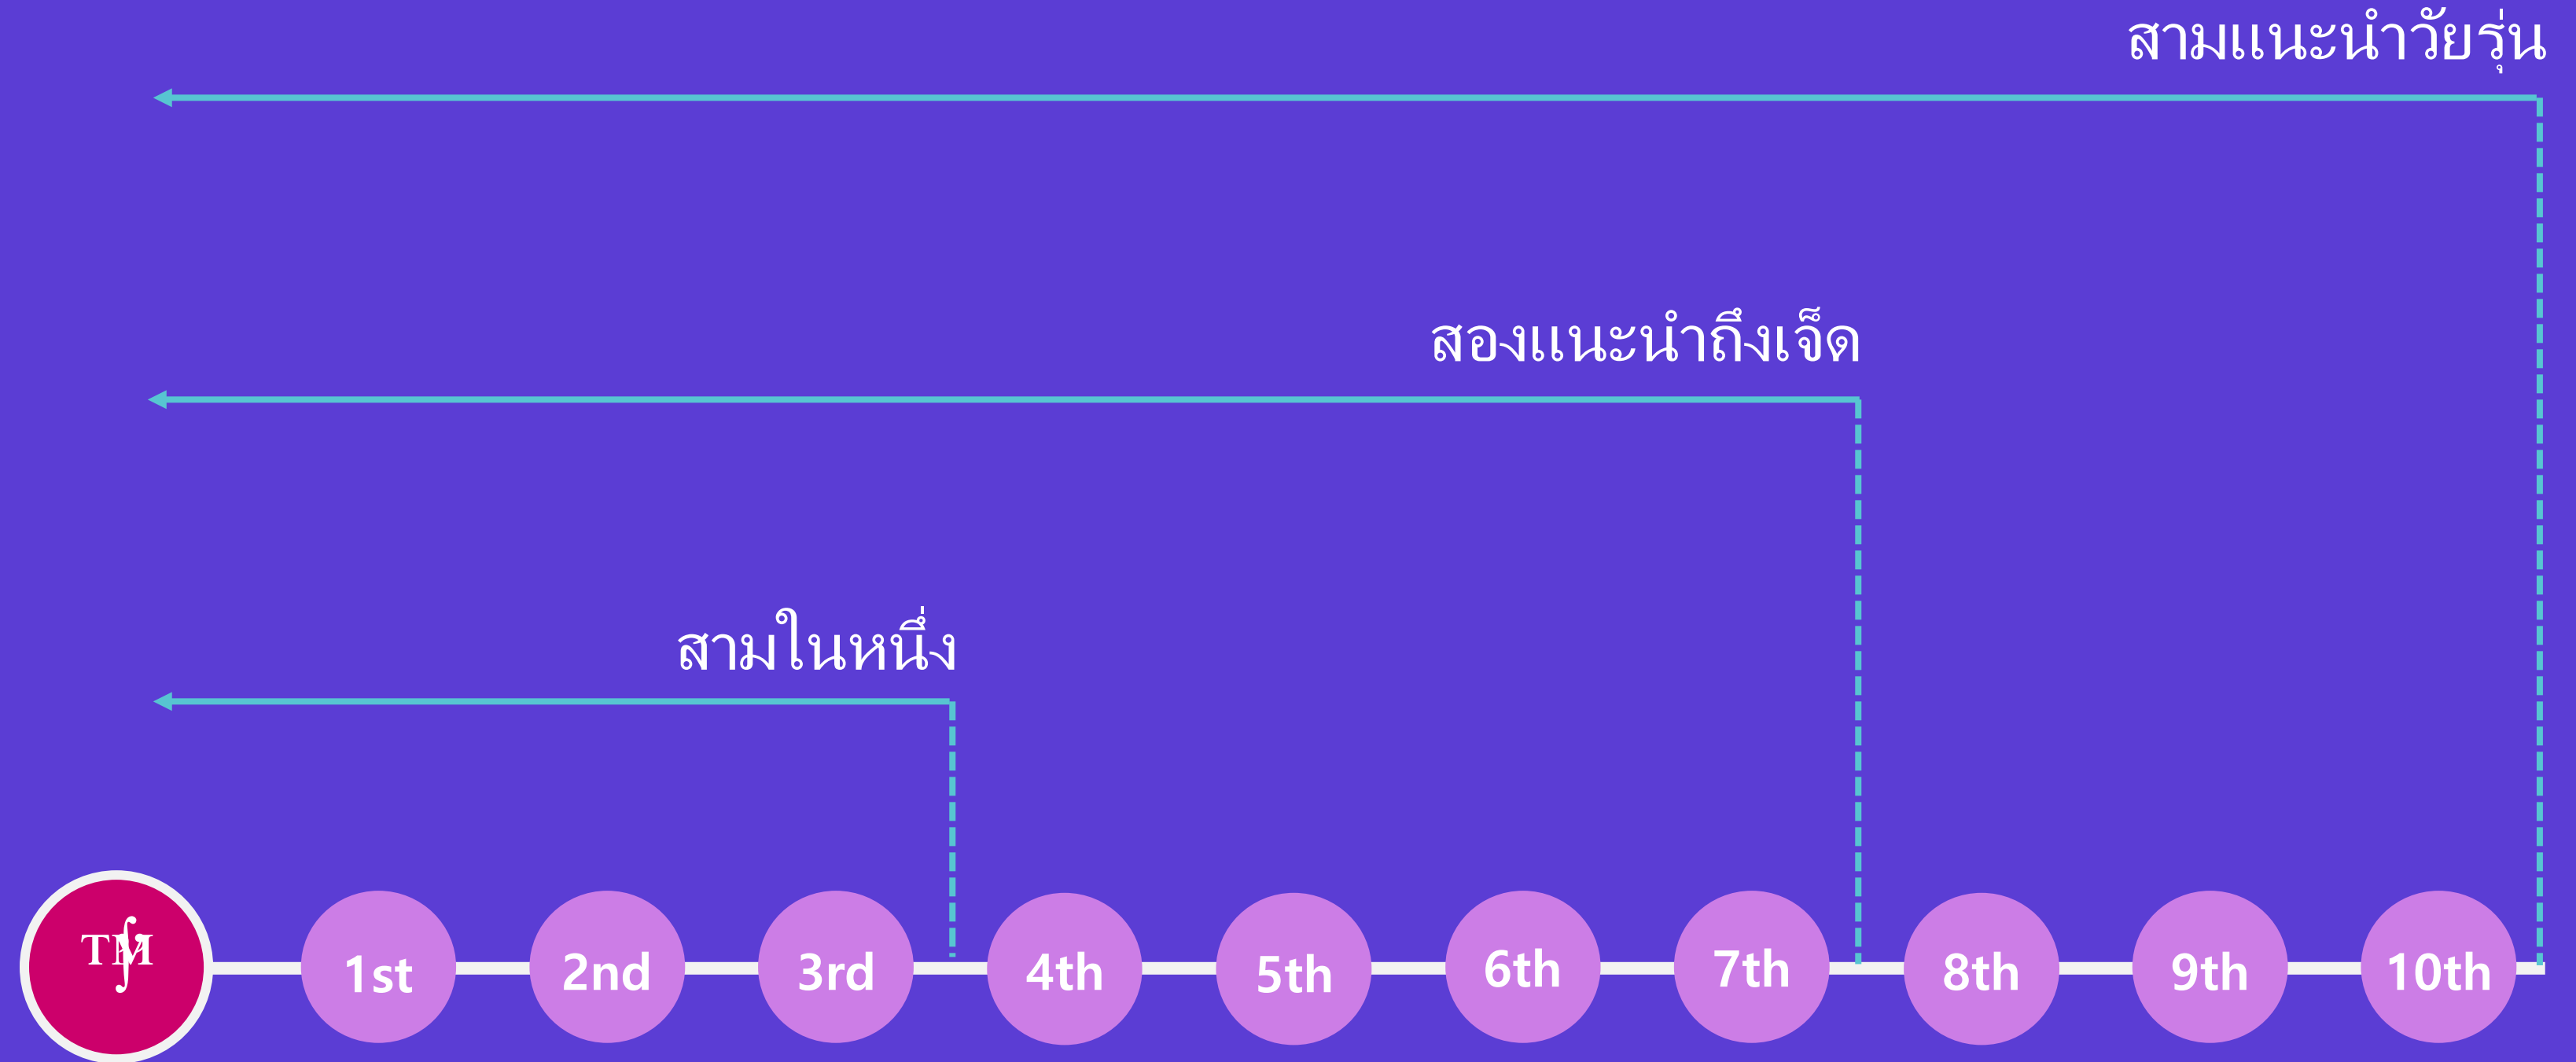 สามแนะนำวัยรุ่น
สองแนะนำถึงเจ็ด
สามในหนึ่ง
TM
1st
2nd
3rd
4th
5th
6th
7th
8th
9th
10th